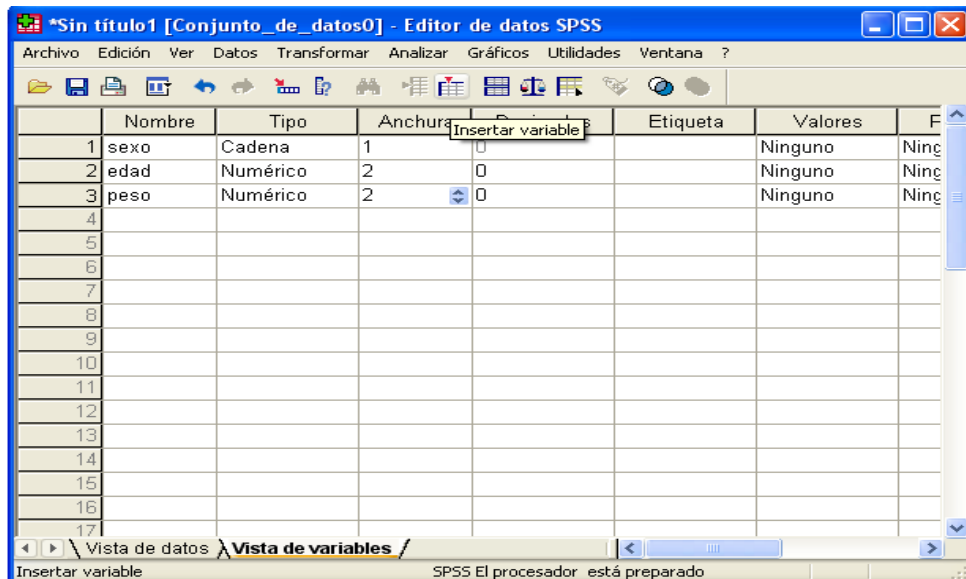 *Sin título1 [Conjunto_de_datos0] - Editor de datos SPSS
Archivo Edición Ver Datos Transformar Analizar Gráficos Utilidades Ventana ?
Nombre Tipo Anchura Etiqueta Valores
Insertar variable
1 sexo Cadena 1 0 Ninguno Ning
2 edad Numérico 2 0 Ninguno Ning
3 peso Numérico 2 0 Ninguno Ning
4
5
6
7
8
9
10
11
12
13
14
15
16
17
Vista de datos Vista de variables
Insertar variable SPSS El procesador está preparado